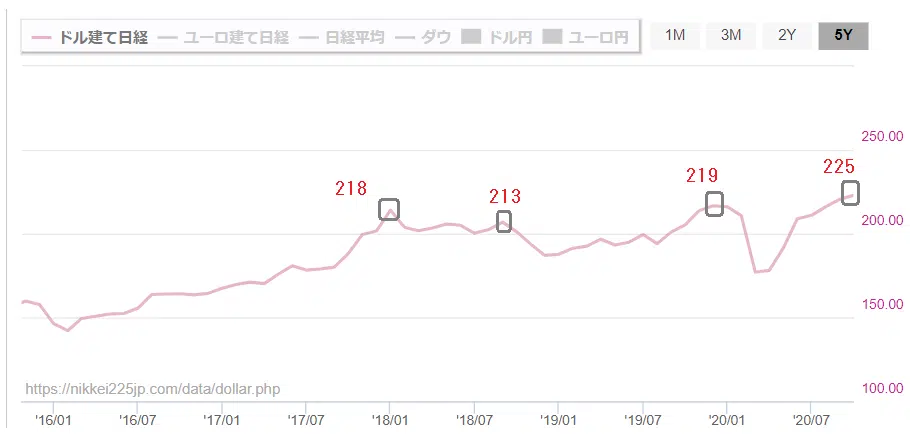 ドル建て日経 ユーロ建て日経 日経平均 ダウ ドル円 ユーロ円 1M 3M 2Y 5Y
250.00
225
219
218
213
200.00
150.00
100.00
https://nikkei225jp.com/data/dollar.php
'16/01 '16/07 '17/01 '17/07 '18/01 '18/07 '19/01 '19/07 '20/01 '20/07